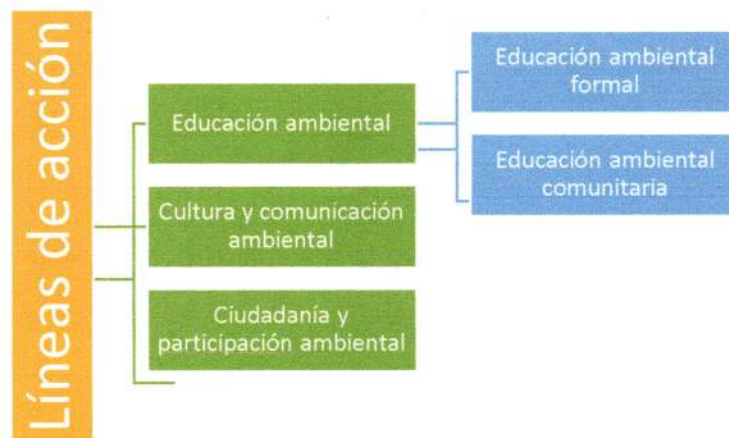 Líneas de acción
Educación ambiental
Cultura y comunicación
ambiental
Ciudadanía y
participación ambiental
Educación ambiental
formal
Educación ambiental
comunitaria